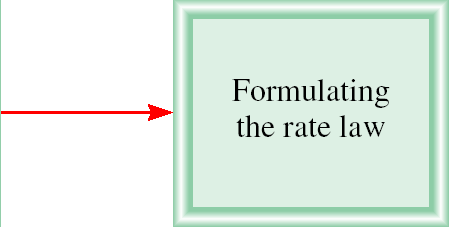 Formulating
the rate law